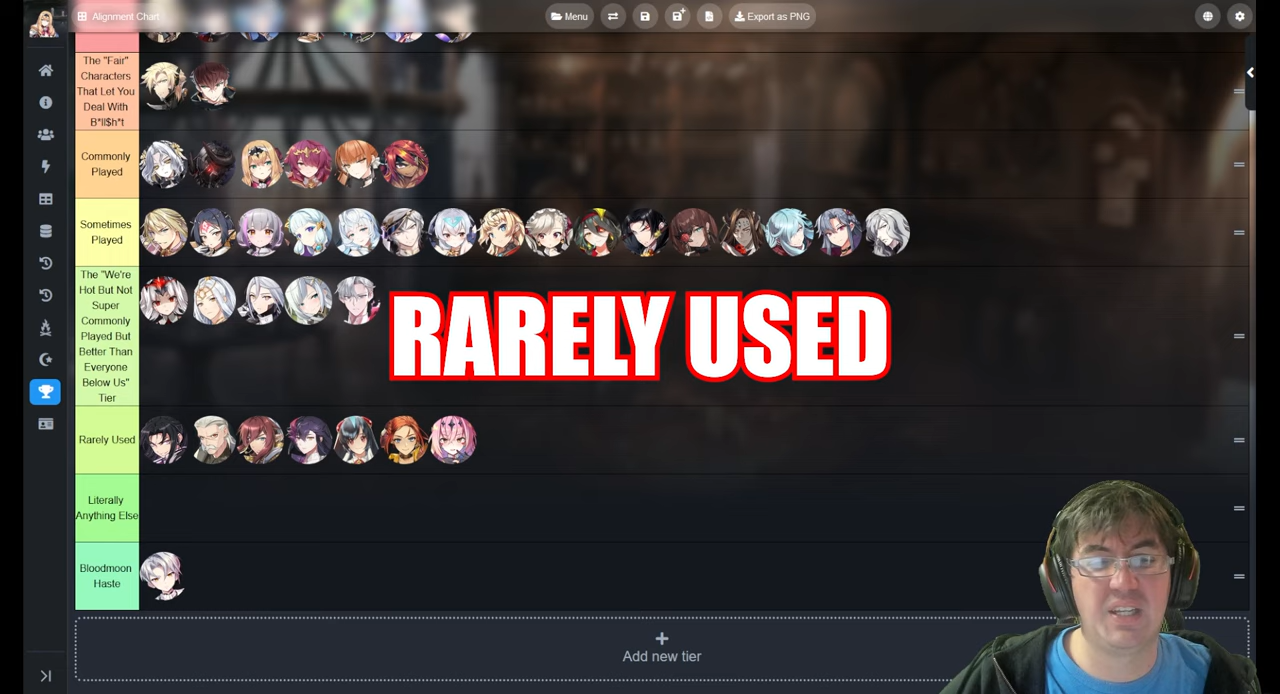 Alignment Chart
Menu
Export as PNG
The "Fair"
Characters
That Let You
Deal With
B*ll$h*t
Commonly
Played
Sometimes
Played
The "We're
Hot But Not
Super
Commonly
Played But
Better Than
Everyone
Below Us"
Tier
RARELY USED
Rarely Used
Literally
Anything Else
Bloodmoon
Haste
Add new tier